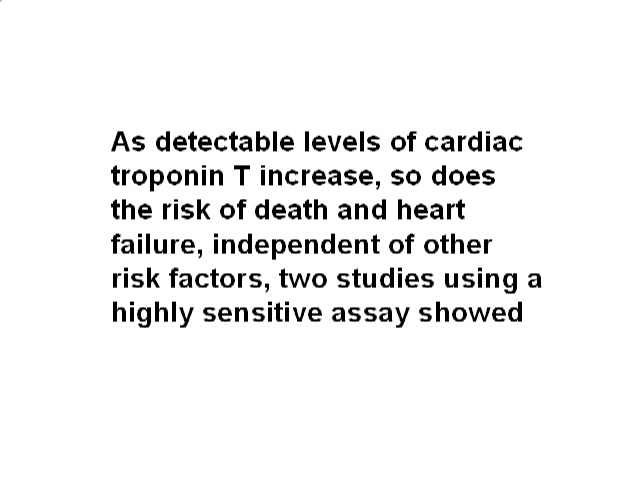 As detectable levels of cardiac
troponin T increase, so does
the risk of death and heart
failure, independent of other
risk factors, two studies using a
highly sensitive assay showed